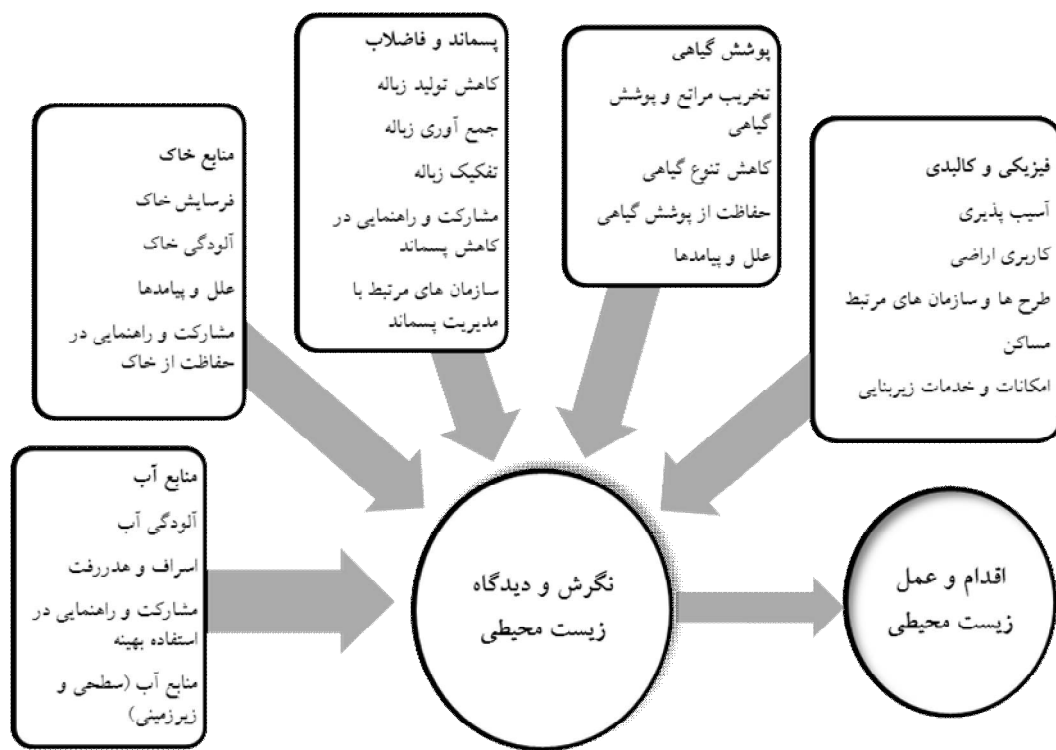 پوشش گیاهی
تخریب مراتع و پوشش
گیاهی
کاهش تنوع گیاهی
حفاظت از پوشش گیاهی
علل و پیامدها
پسماند و فاضلاب
کاهش تولید زباله
جمع آوری زباله
تفکیک زباله
مشارکت و راهنمایی در
کاهش پسماند
سازمان های مرتبط با
مدیریت پسماند
فیزیکی و کالبدی
آسیب پذیری
کاربری اراضی
طرح ها و سازمان های مرتبط
مساکن
امکانات و خدمات زیربنایی
منابع خاک
فرسایش خاک
آلودگی خاک
علل و پیامدها
مشارکت و راهنمایی در
حفاظت از خاک
منابع آب
آلودگی آب
اسراف و هدررفت
مشارکت و راهنمایی در
استفاده بهینه
منابع آب (سطحی و
زیرزمینی)
نگرش و دیدگاه
زیست محیطی
اقدام و عمل
زیست محیطی